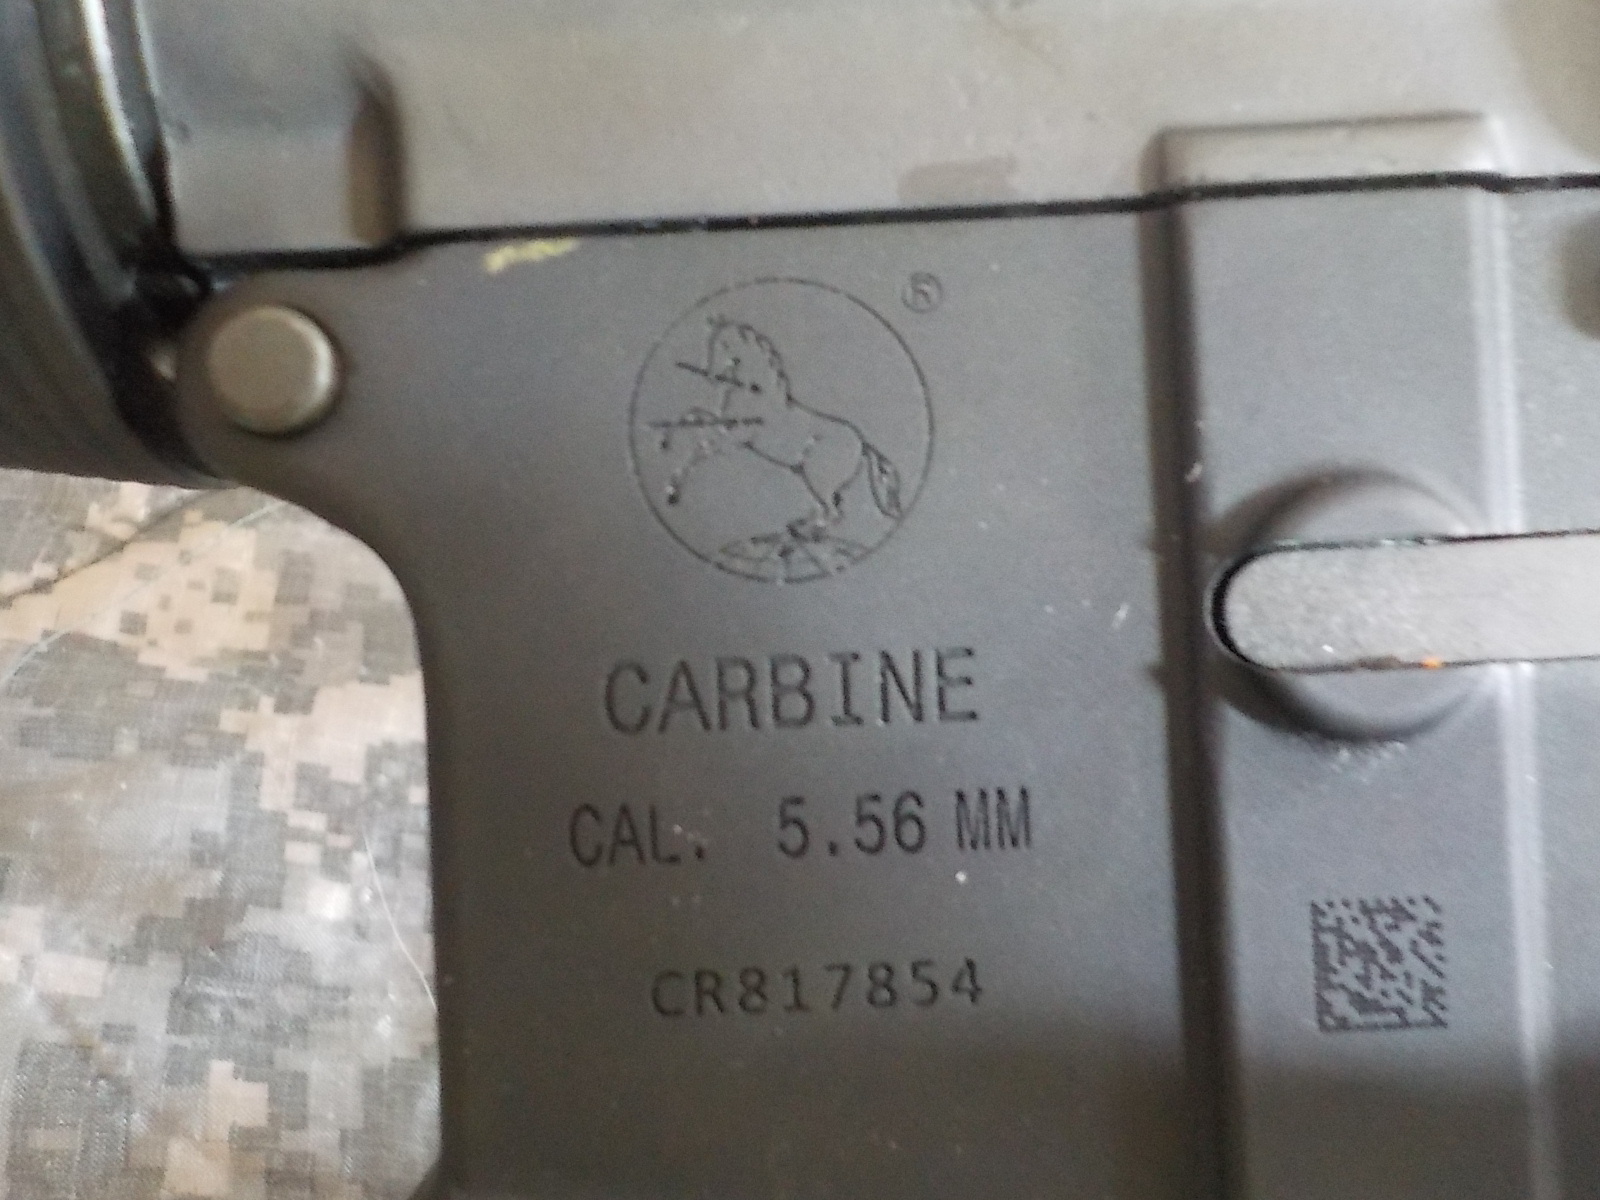 ®
CARBINE
CAL. 5.56 MM
CR817854